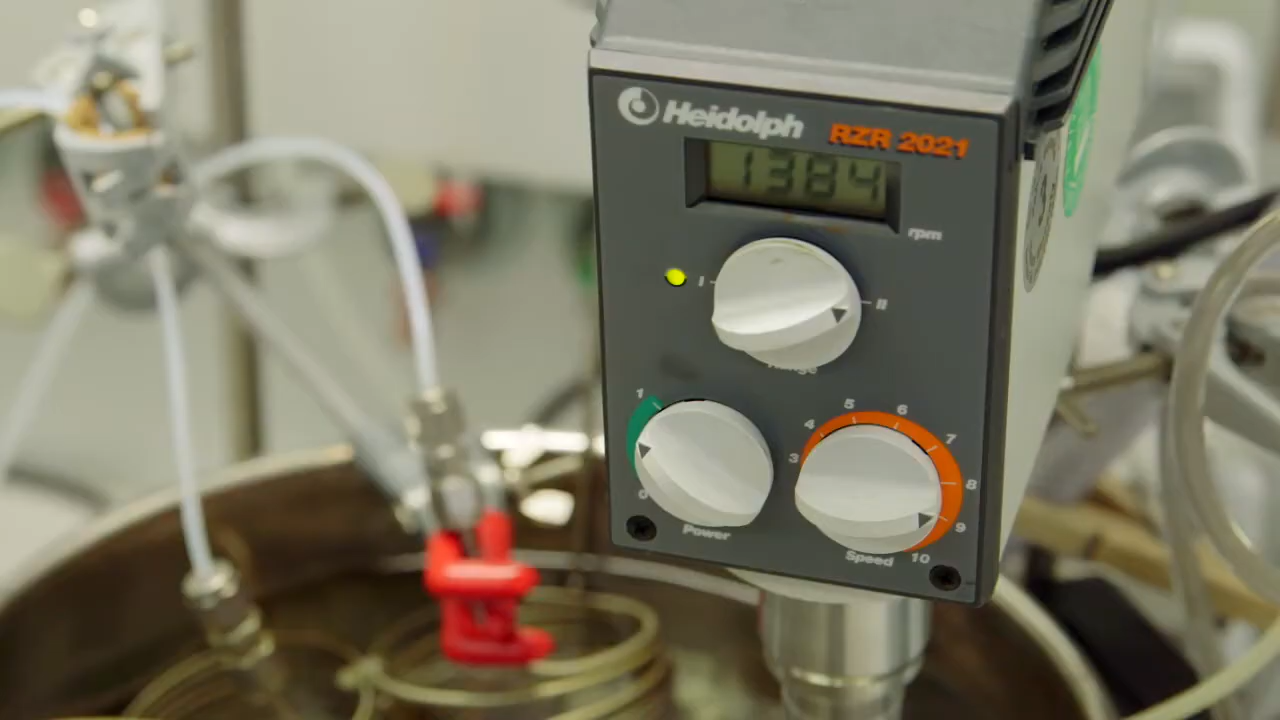 Heidolph RZR 2021
1384
rpm
I II
Range
1
0
Power
3 4 5 6 7 8 9 10
Speed